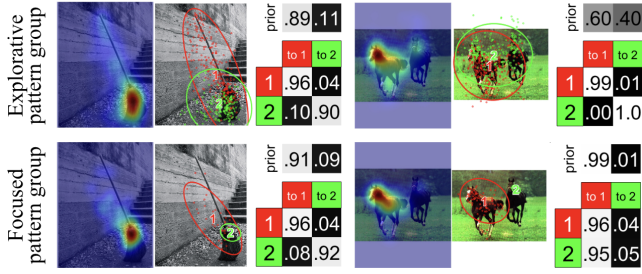 Explorative
pattern group
prior
.89 .11
to 1 to 2
1 .96 .04
2 .10 .90
1
2
prior
.60 .40
to 1 to 2
1 .99 .01
2 .00 1.0
1
2
Focused
pattern group
prior
.91 .09
to 1 to 2
1 .96 .04
2 .08 .92
1
2
prior
.99 .01
to 1 to 2
1 .96 .04
2 .95 .05
1
2